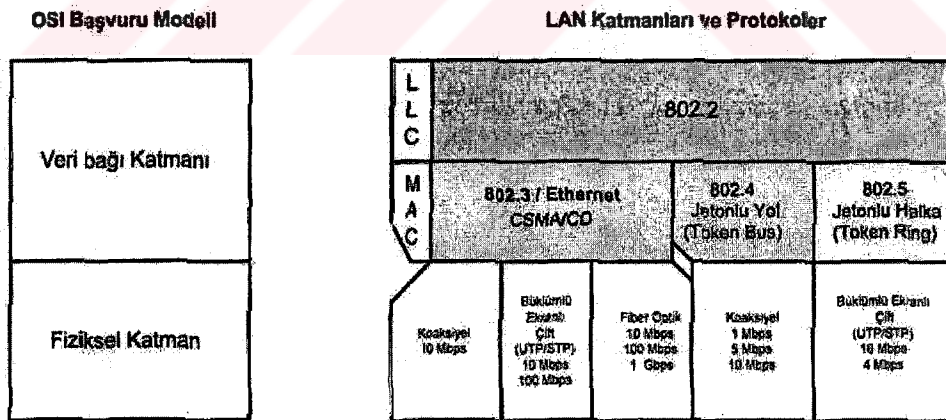 OSI Başvuru Modeli
LAN Katmanları ve Protokoler
Veri bağı Katmanı
Fiziksel Katman
L
L
C
802.2
M
A
C
802.3 / Ethernet
CSMA/CD
802.4
Jetonlu Yol
(Token Bus)
802.5
Jetonlu Halka
(Token Ring)
Koaksiyel
10 Mbps
Büklümlü
Ekranlı
Çift
(UTP/STP)
10 Mbps
100 Mbps
Fiber Optik
10 Mbps
100 Mbps
1 Gbps
Koaksiyel
1 Mbps
5 Mbps
10 Mbps
Büklümlü Ekranlı
Çift
(UTP/STP)
16 Mbps
4 Mbps